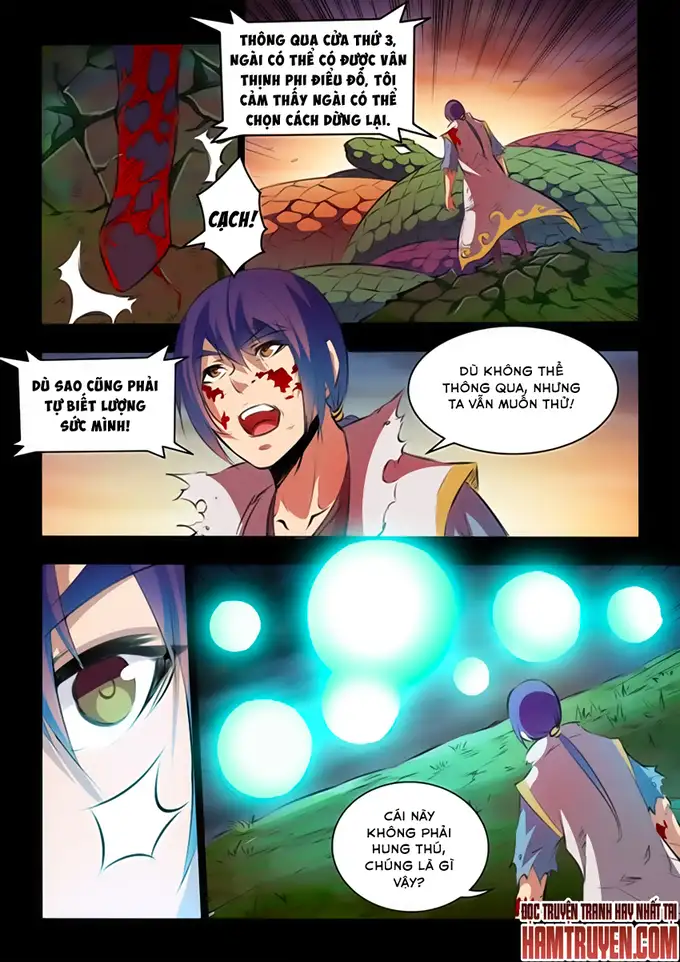 THÔNG QUA CỬA THỨ 3,
NGÀI CÓ THỂ CÓ ĐƯỢC VÂN
THỊNH PHI ĐIỂU ĐỒ, TÔI
CẢM THẤY NGÀI CÓ THỂ
CHỌN CÁCH DỪNG LẠI.
CẠCH!
DÙ SAO CŨNG PHẢI
TỰ BIẾT LƯỢNG
SỨC MÌNH!
DÙ KHÔNG THỂ
THÔNG QUA, NHƯNG
TA VẪN MUỐN THỬ!
CÁI NÀY
KHÔNG PHẢI
HUNG THÚ,
CHÚNG LÀ GÌ
VẬY?
ĐỌC TRUYỆN TRANH HAY NHẤT TẠI
HAMTRUYEN.COM